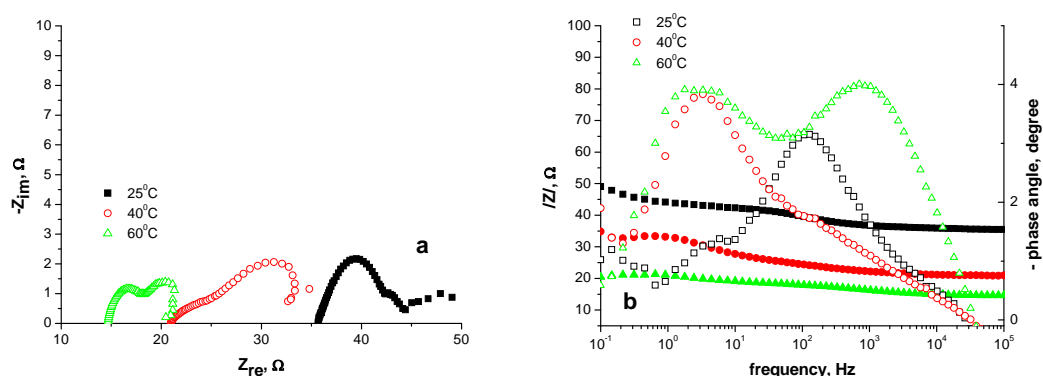 10
9
8
7
6
5
4
3
2
1
0
-Z_im, Ω
25⁰C
40⁰C
60⁰C
a
10 20 30 40 50
Z_re, Ω
100
90
80
70
60
50
40
30
20
10
/Z/, Ω
25⁰C
40⁰C
60⁰C
b
4
2
0
- phase angle, degree
10^-1 10^0 10^1 10^2 10^3 10^4 10^5
frequency, Hz